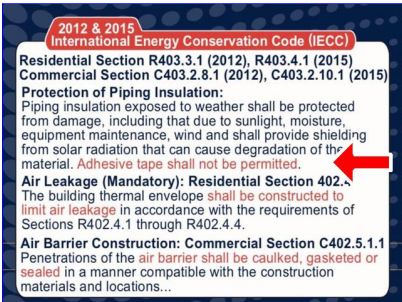 2012 & 2015
International Energy Conservation Code (IECC)
Residential Section R403.3.1 (2012), R403.4.1 (2015)
Commercial Section C403.2.8.1 (2012), C403.2.10.1 (2015)
Protection of Piping Insulation:
Piping insulation exposed to weather shall be protected
from damage, including that due to sunlight, moisture,
equipment maintenance, wind and shall provide shielding
from solar radiation that can cause degradation of the
material. Adhesive tape shall not be permitted.
Air Leakage (Mandatory): Residential Section 402.4
The building thermal envelope shall be constructed to
limit air leakage in accordance with the requirements of
Sections R402.4.1 through R402.4.4.
Air Barrier Construction: Commercial Section C402.5.1.1
Penetrations of the air barrier shall be caulked, gasketed or
sealed in a manner compatible with the construction
materials and locations...